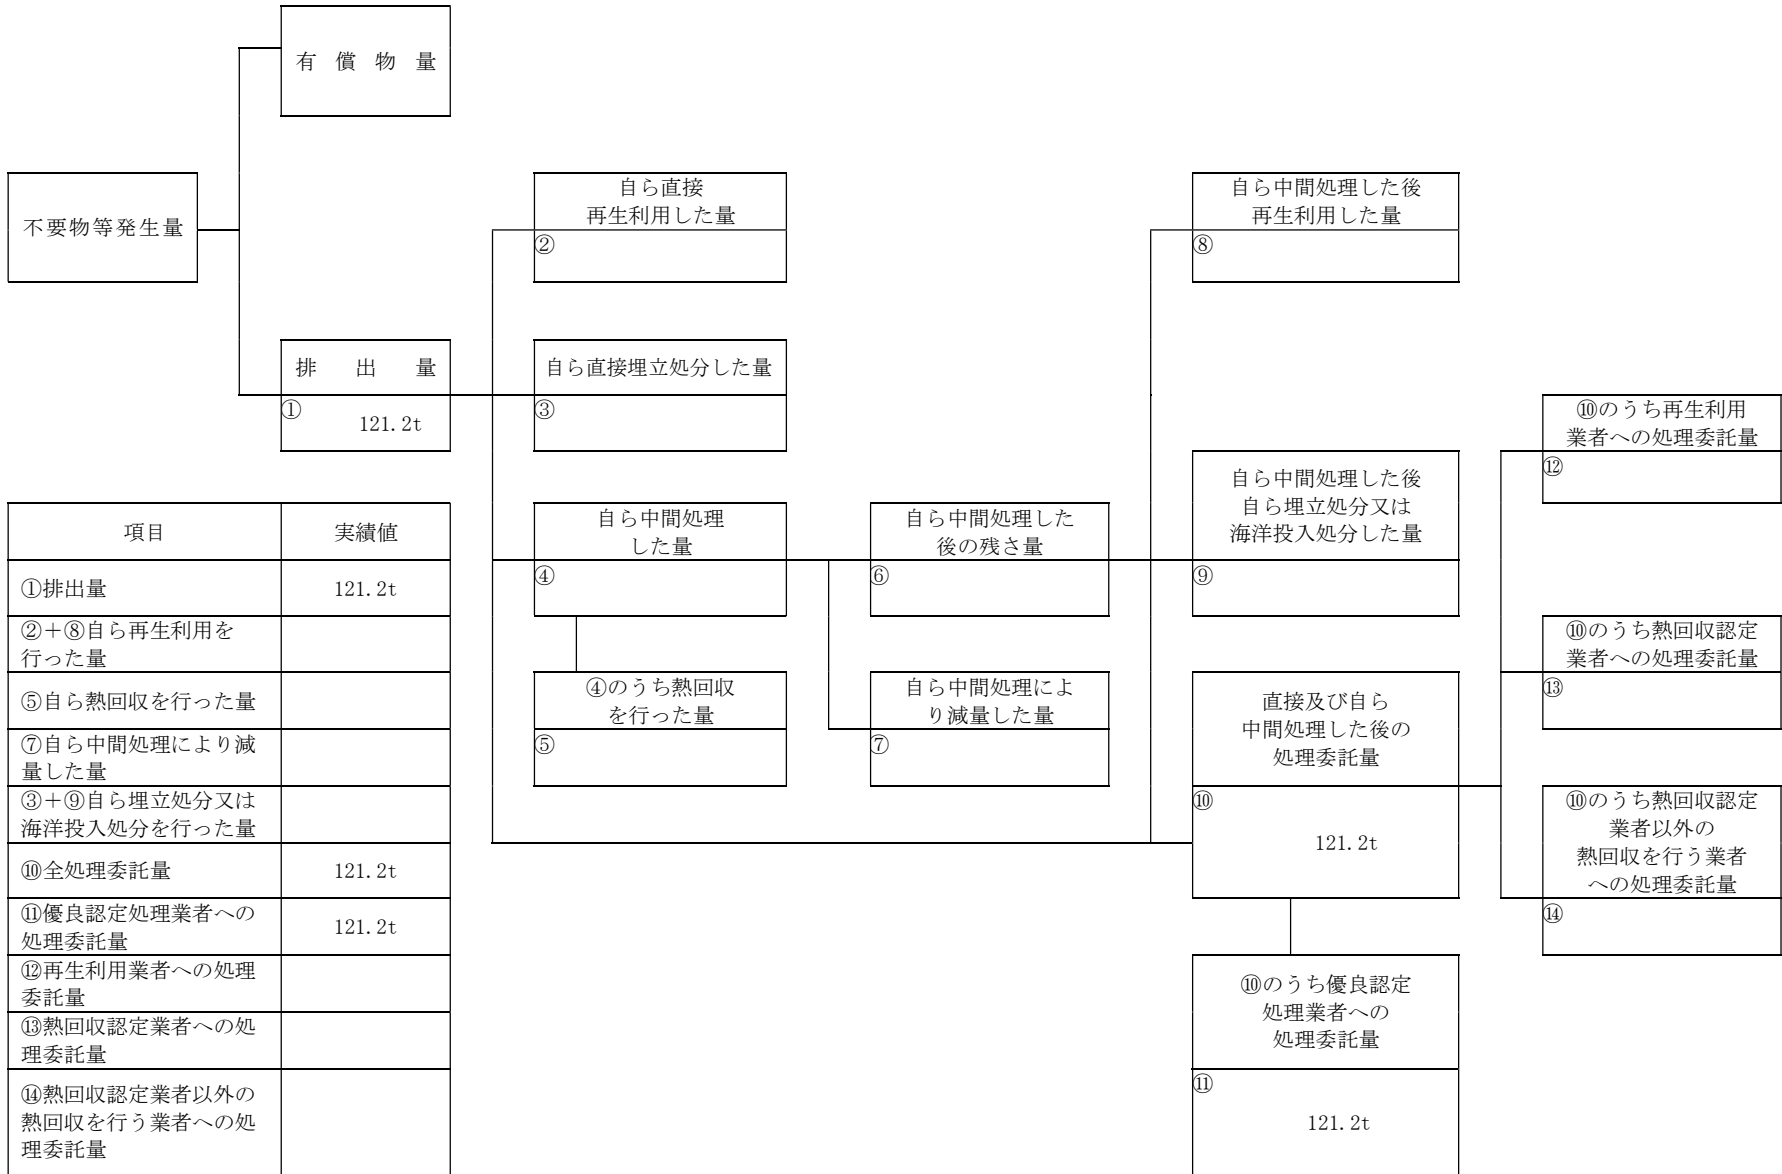 有償物量
不要物等発生量
自ら直接
再生利用した量
②
自ら中間処理した後
再生利用した量
⑧
排出量
①
121.2t
自ら直接埋立処分した量
③
⑩のうち再生利用
業者への処理委託量
⑫
自ら中間処理した後
自ら埋立処分又は
海洋投入処分した量
⑨
自ら中間処理
した量
④
自ら中間処理した
後の残さ量
⑥
⑩のうち熱回収認定
業者への処理委託量
⑬
④のうち熱回収
を行った量
⑤
自ら中間処理によ
り減量した量
⑦
直接及び自ら
中間処理した後の
処理委託量
⑩
121.2t
⑩のうち熱回収認定
業者以外の
熱回収を行う業者
への処理委託量
⑭
⑩のうち優良認定
処理業者への
処理委託量
⑪
121.2t
項目 実績値
①排出量 121.2t
②＋⑧自ら再生利用を
行った量
⑤自ら熱回収を行った量
⑦自ら中間処理により減
量した量
③＋⑨自ら埋立処分又は
海洋投入処分を行った量
⑩全処理委託量 121.2t
⑪優良認定処理業者への
処理委託量 121.2t
⑫再生利用業者への処理
委託量
⑬熱回収認定業者への処
理委託量
⑭熱回収認定業者以外の
熱回収を行う業者への処
理委託量